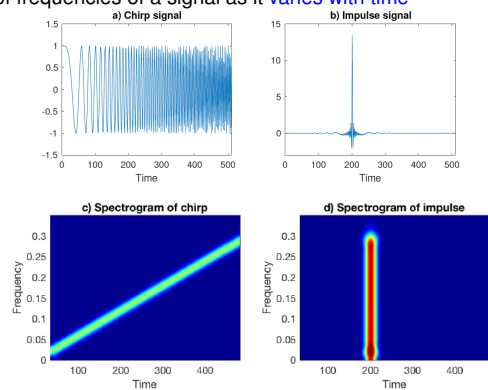 of frequencies of a signal as it varies with time
a) Chirp signal
b) Impulse signal
1.5
1
0.5
0
-0.5
-1
-1.5
0 100 200 300 400 500
Time
15
10
5
0
-5
0 100 200 300 400 500
Time
c) Spectrogram of chirp
d) Spectrogram of impulse
Frequency
0.3
0.25
0.2
0.15
0.1
0.05
0
100 200 300 400
Time
Frequency
0.3
0.25
0.2
0.15
0.1
0.05
0
100 200 300 400
Time